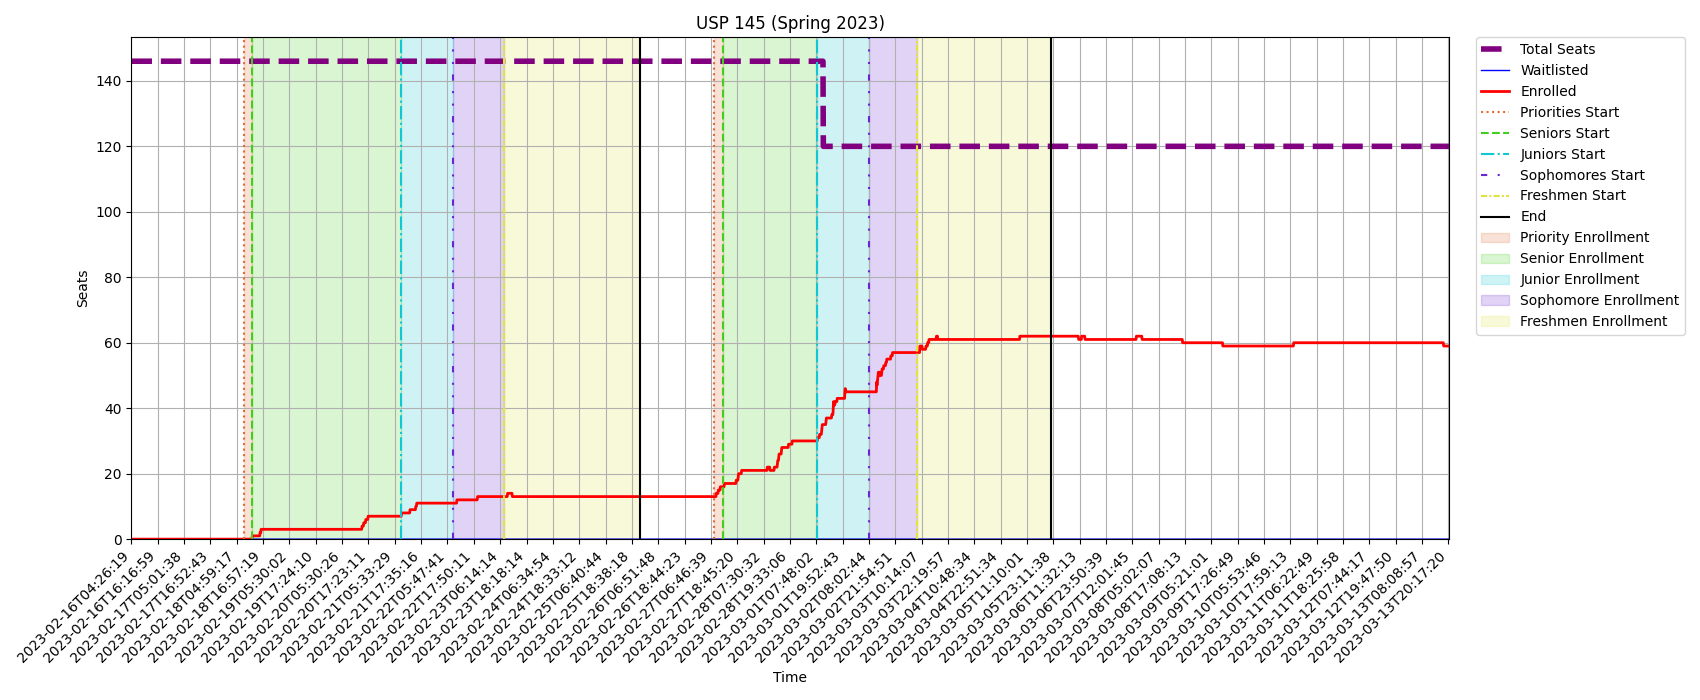 USP 145 (Spring 2023)
Total Seats
Waitlisted
Enrolled
Priorities Start
Seniors Start
Juniors Start
Sophomores Start
Freshmen Start
End
Priority Enrollment
Senior Enrollment
Junior Enrollment
Sophomore Enrollment
Freshmen Enrollment
Seats
140
120
100
80
60
40
20
0
2023-02-16T04:26:19
2023-02-16T16:16:59
2023-02-17T05:01:38
2023-02-17T16:52:43
2023-02-18T04:59:17
2023-02-18T16:57:19
2023-02-19T05:30:02
2023-02-19T17:24:10
2023-02-20T05:30:26
2023-02-20T17:23:11
2023-02-21T05:33:29
2023-02-21T17:35:16
2023-02-22T05:47:41
2023-02-22T17:50:11
2023-02-23T06:14:14
2023-02-23T18:18:14
2023-02-24T06:34:54
2023-02-24T18:33:12
2023-02-25T06:40:44
2023-02-25T18:38:18
2023-02-26T06:51:48
2023-02-26T18:44:23
2023-02-27T06:46:39
2023-02-27T18:45:20
2023-02-28T07:30:32
2023-02-28T19:33:06
2023-03-01T07:48:02
2023-03-01T19:52:43
2023-03-02T08:02:44
2023-03-02T21:54:51
2023-03-03T10:14:07
2023-03-03T22:19:57
2023-03-04T10:48:34
2023-03-04T22:51:34
2023-03-05T11:10:01
2023-03-05T23:11:38
2023-03-06T11:32:13
2023-03-06T23:50:39
2023-03-07T12:01:45
2023-03-08T05:02:07
2023-03-08T17:08:13
2023-03-09T05:21:01
2023-03-09T17:26:49
2023-03-10T05:53:46
2023-03-10T17:59:13
2023-03-11T06:22:49
2023-03-11T18:25:58
2023-03-12T07:44:17
2023-03-12T19:47:50
2023-03-13T08:08:57
2023-03-13T20:17:20
Time